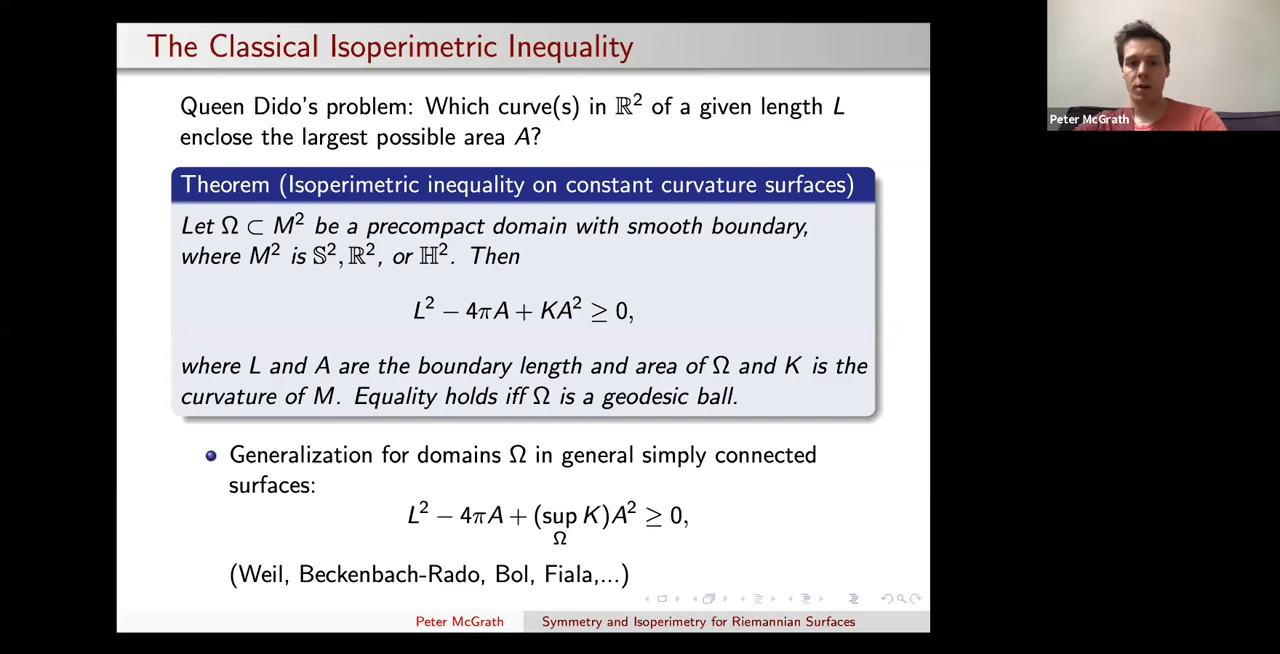 The Classical Isoperimetric Inequality
Queen Dido's problem: Which curve(s) in ℝ² of a given length L
enclose the largest possible area A?
Theorem (Isoperimetric inequality on constant curvature surfaces)
Let Ω ⊂ M² be a precompact domain with smooth boundary,
where M² is 𝕊², ℝ², or ℍ². Then
L² − 4πA + KA² ≥ 0,
where L and A are the boundary length and area of Ω and K is the
curvature of M. Equality holds iff Ω is a geodesic ball.
Generalization for domains Ω in general simply connected
surfaces:
L² − 4πA + (sup K)A² ≥ 0,
Ω
(Weil, Beckenbach-Rado, Bol, Fiala,...)
Peter McGrath
Symmetry and Isoperimetry for Riemannian Surfaces
Peter McGrath